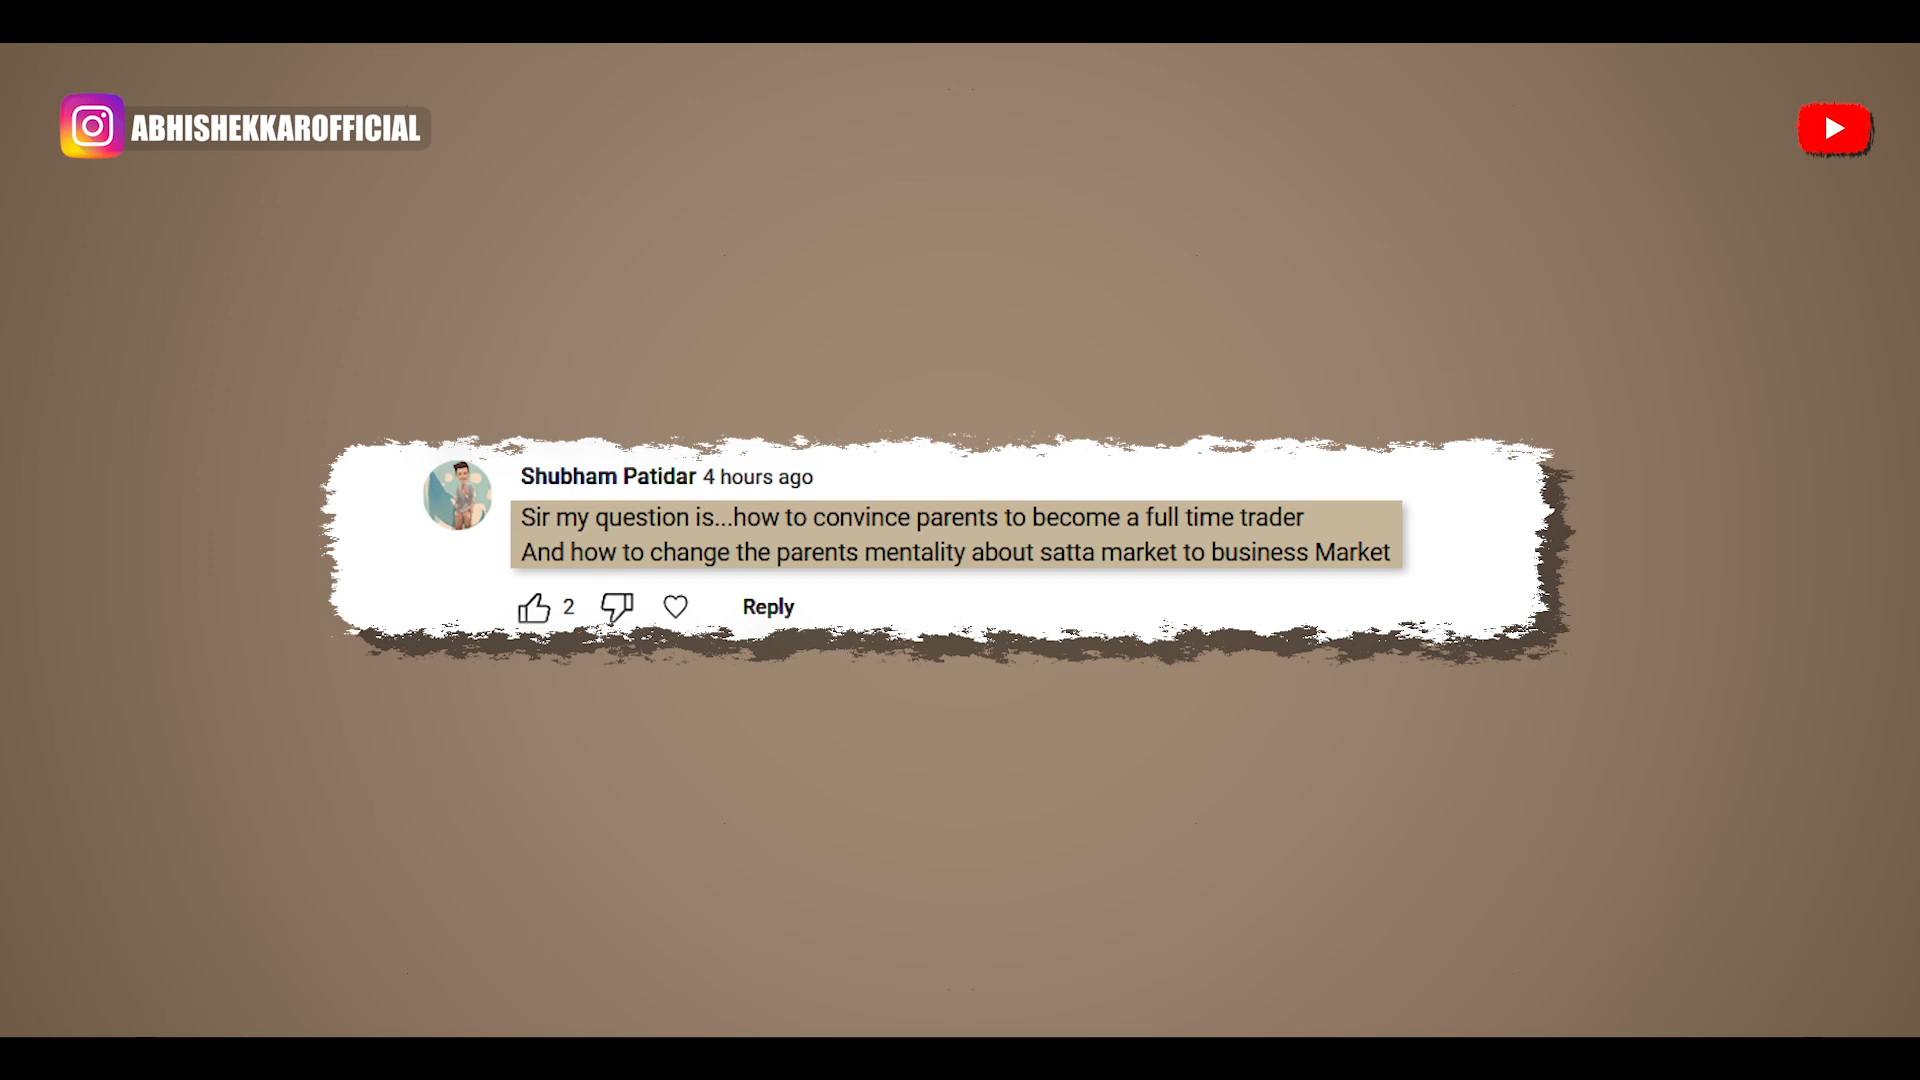 ABHISHEKKAROFFICIAL
Shubham Patidar 4 hours ago
Sir my question is...how to convince parents to become a full time trader
And how to change the parents mentality about satta market to business Market
2 Reply